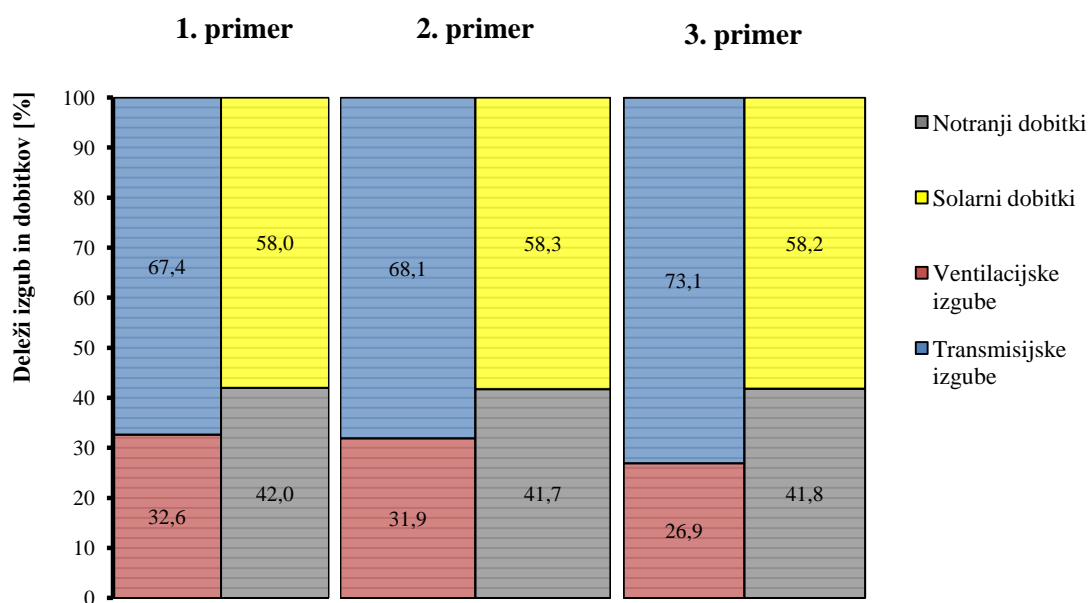 1. primer
2. primer
3. primer
Deleži izgub in dobitkov [%]
100
90
80
70
60
50
40
30
20
10
0
67,4
58,0
32,6
42,0
68,1
58,3
31,9
41,7
73,1
58,2
26,9
41,8
Notranji dobitki
Solarni dobitki
Ventilacijske
izgube
Transmisijske
izgube